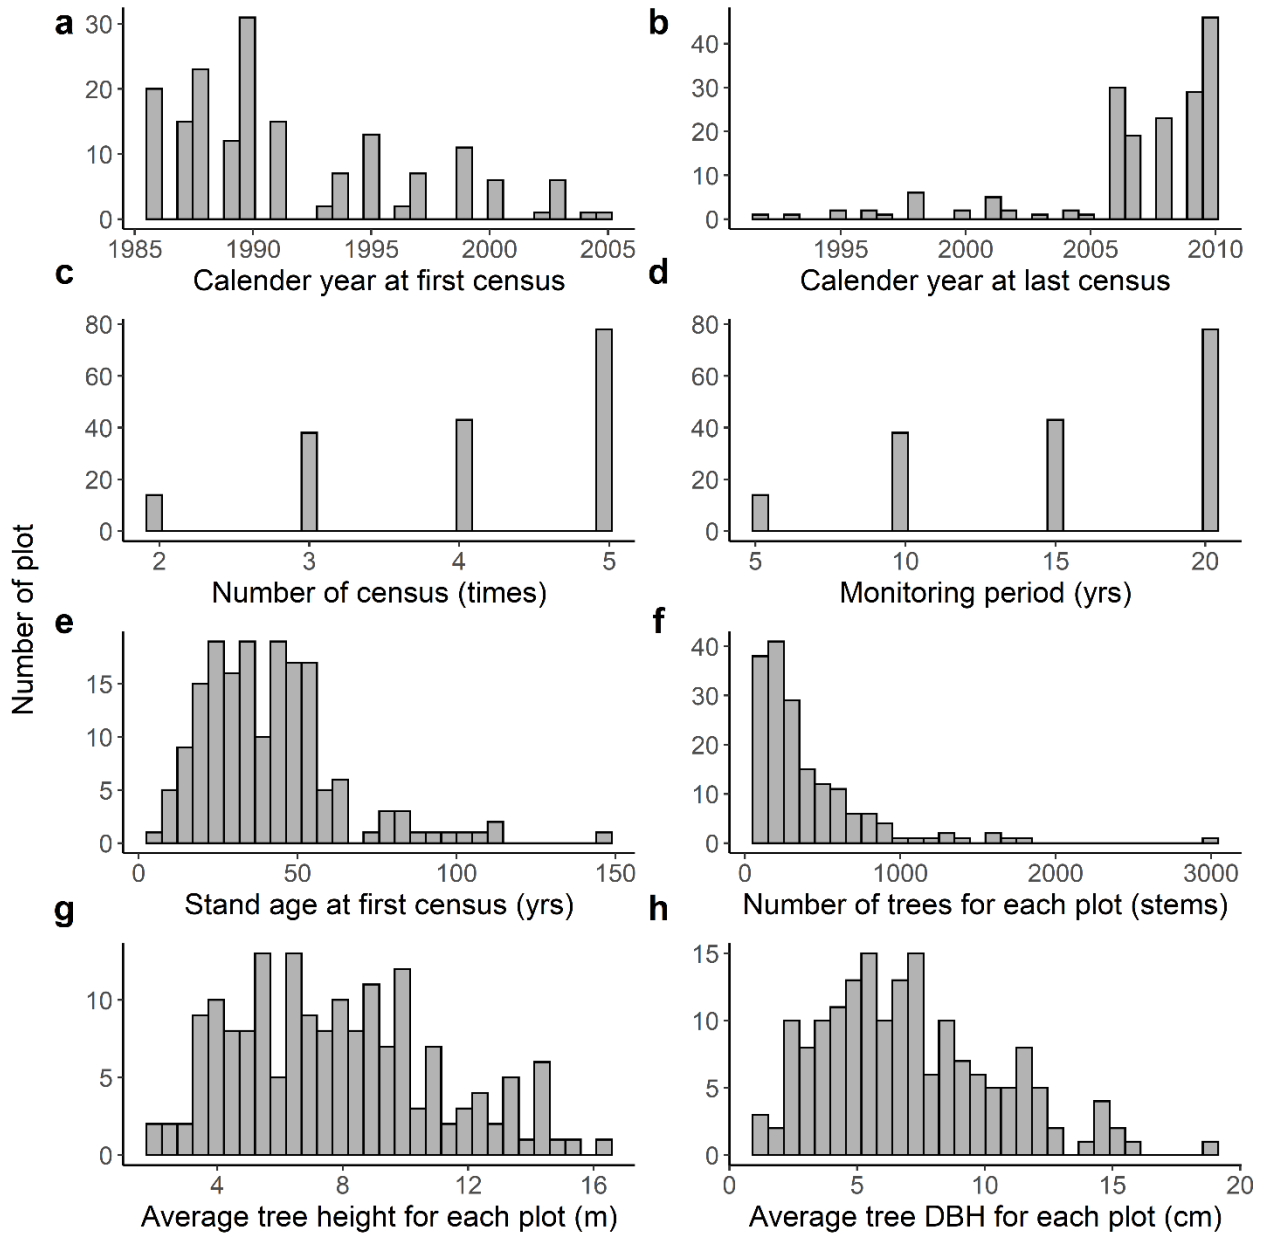 a
30
20
10
0
1985 1990 1995 2000 2005
Calender year at first census
b
40
30
20
10
0
1995 2000 2005 2010
Calender year at last census
c
80
60
40
20
0
2 3 4 5
Number of census (times)
d
80
60
40
20
0
5 10 15 20
Monitoring period (yrs)
Number of plot
e
15
10
5
0
0 50 100 150
Stand age at first census (yrs)
f
40
30
20
10
0
0 1000 2000 3000
Number of trees for each plot (stems)
g
10
5
0
4 8 12 16
Average tree height for each plot (m)
h
15
10
5
0
0 5 10 15 20
Average tree DBH for each plot (cm)